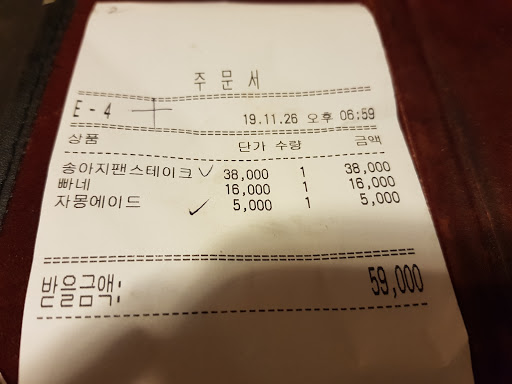 주 문 서
E - 4
19.11.26 오후 06:59
상품 단가 수량 금액
송아지팬스테이크 38,000 1 38,000
빠네 16,000 1 16,000
자몽에이드 5,000 1 5,000
받을금액: 59,000